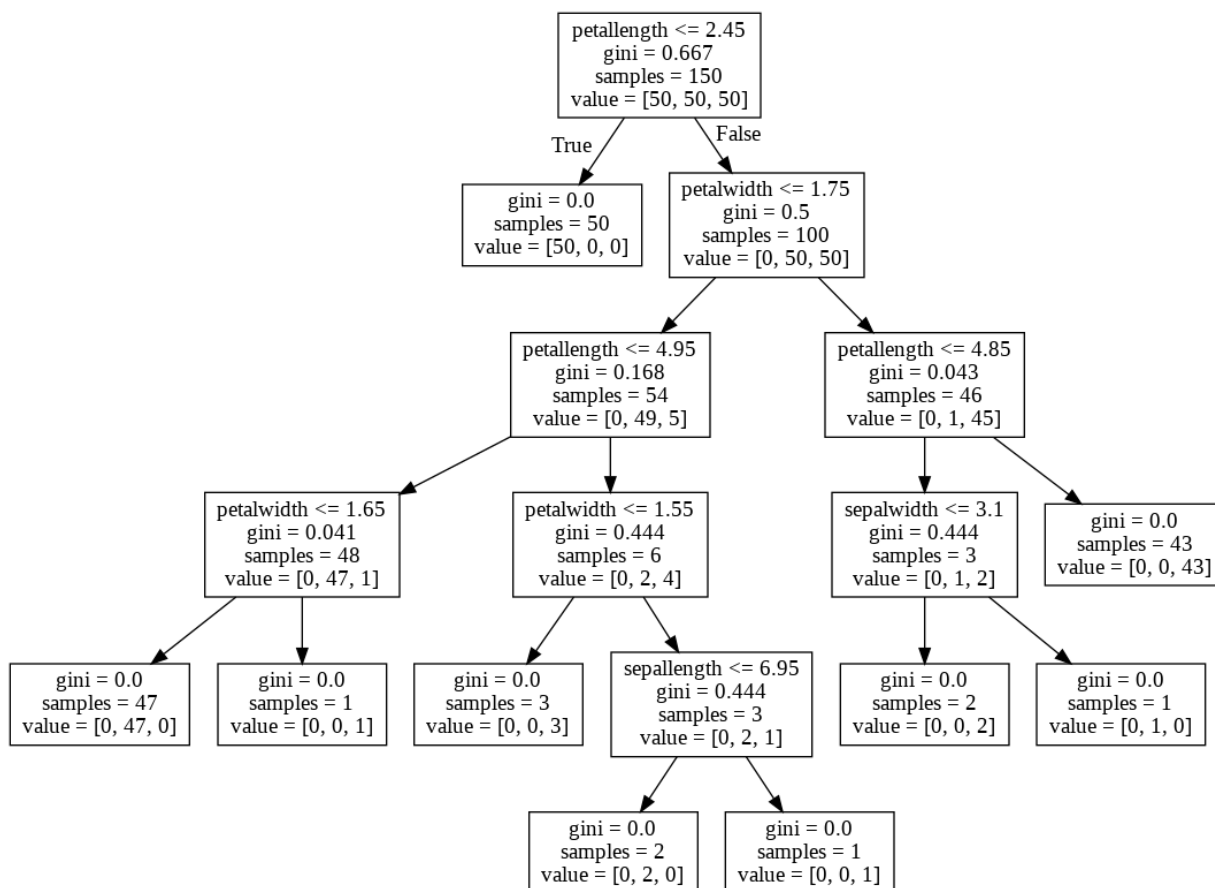 petallength <= 2.45
gini = 0.667
samples = 150
value = [50, 50, 50]
True
False
gini = 0.0
samples = 50
value = [50, 0, 0]
petalwidth <= 1.75
gini = 0.5
samples = 100
value = [0, 50, 50]
petallength <= 4.95
gini = 0.168
samples = 54
value = [0, 49, 5]
petallength <= 4.85
gini = 0.043
samples = 46
value = [0, 1, 45]
petalwidth <= 1.65
gini = 0.041
samples = 48
value = [0, 47, 1]
petalwidth <= 1.55
gini = 0.444
samples = 6
value = [0, 2, 4]
sepalwidth <= 3.1
gini = 0.444
samples = 3
value = [0, 1, 2]
gini = 0.0
samples = 43
value = [0, 0, 43]
gini = 0.0
samples = 47
value = [0, 47, 0]
gini = 0.0
samples = 1
value = [0, 0, 1]
gini = 0.0
samples = 3
value = [0, 0, 3]
sepallength <= 6.95
gini = 0.444
samples = 3
value = [0, 2, 1]
gini = 0.0
samples = 2
value = [0, 0, 2]
gini = 0.0
samples = 1
value = [0, 1, 0]
gini = 0.0
samples = 2
value = [0, 2, 0]
gini = 0.0
samples = 1
value = [0, 0, 1]